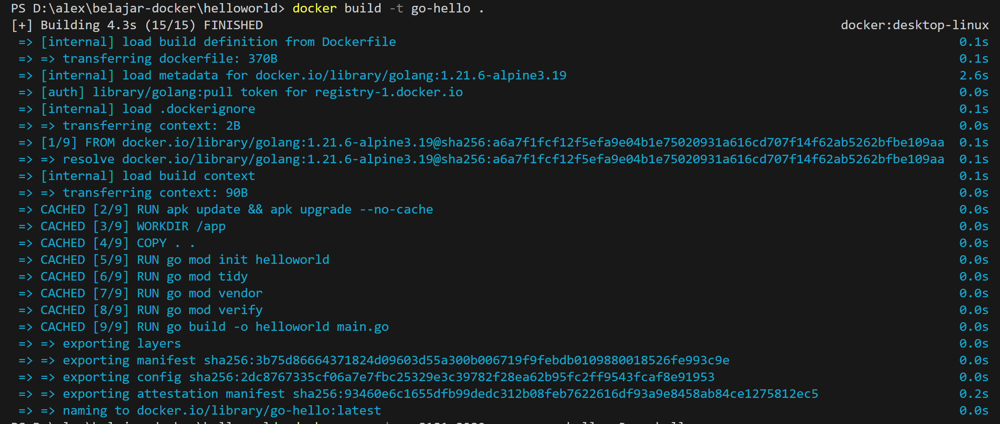 PS D:\alex\belajar-docker\helloworld> docker build -t go-hello .
[+] Building 4.3s (15/15) FINISHED docker:desktop-linux
=> [internal] load build definition from Dockerfile 0.1s
=> => transferring dockerfile: 370B 0.1s
=> [internal] load metadata for docker.io/library/golang:1.21.6-alpine3.19 2.6s
=> [auth] library/golang:pull token for registry-1.docker.io 0.0s
=> [internal] load .dockerignore 0.1s
=> => transferring context: 2B 0.0s
=> [1/9] FROM docker.io/library/golang:1.21.6-alpine3.19@sha256:a6a7f1fcf12f5efa9e04b1e75020931a616cd707f14f62ab5262bfbe109aa 0.1s
=> => resolve docker.io/library/golang:1.21.6-alpine3.19@sha256:a6a7f1fcf12f5efa9e04b1e75020931a616cd707f14f62ab5262bfbe109aa 0.1s
=> [internal] load build context 0.1s
=> => transferring context: 90B 0.0s
=> CACHED [2/9] RUN apk update && apk upgrade --no-cache 0.0s
=> CACHED [3/9] WORKDIR /app 0.0s
=> CACHED [4/9] COPY . . 0.0s
=> CACHED [5/9] RUN go mod init helloworld 0.0s
=> CACHED [6/9] RUN go mod tidy 0.0s
=> CACHED [7/9] RUN go mod vendor 0.0s
=> CACHED [8/9] RUN go mod verify 0.0s
=> CACHED [9/9] RUN go build -o helloworld main.go 0.0s
=> => exporting layers 0.0s
=> => exporting manifest sha256:3b75d86664371824d09603d55a300b006719f9febdb0109880018526fe993c9e 0.0s
=> => exporting config sha256:2dc8767335cf06a7e7fbc25329e3c39782f28ea62b95fc2ff9543fcaf8e91953 0.0s
=> => exporting attestation manifest sha256:93460e6c1655dfb99dedc312b08feb7622616df93a9e8458ab84ce1275812ec5 0.2s
=> => naming to docker.io/library/go-hello:latest 0.0s